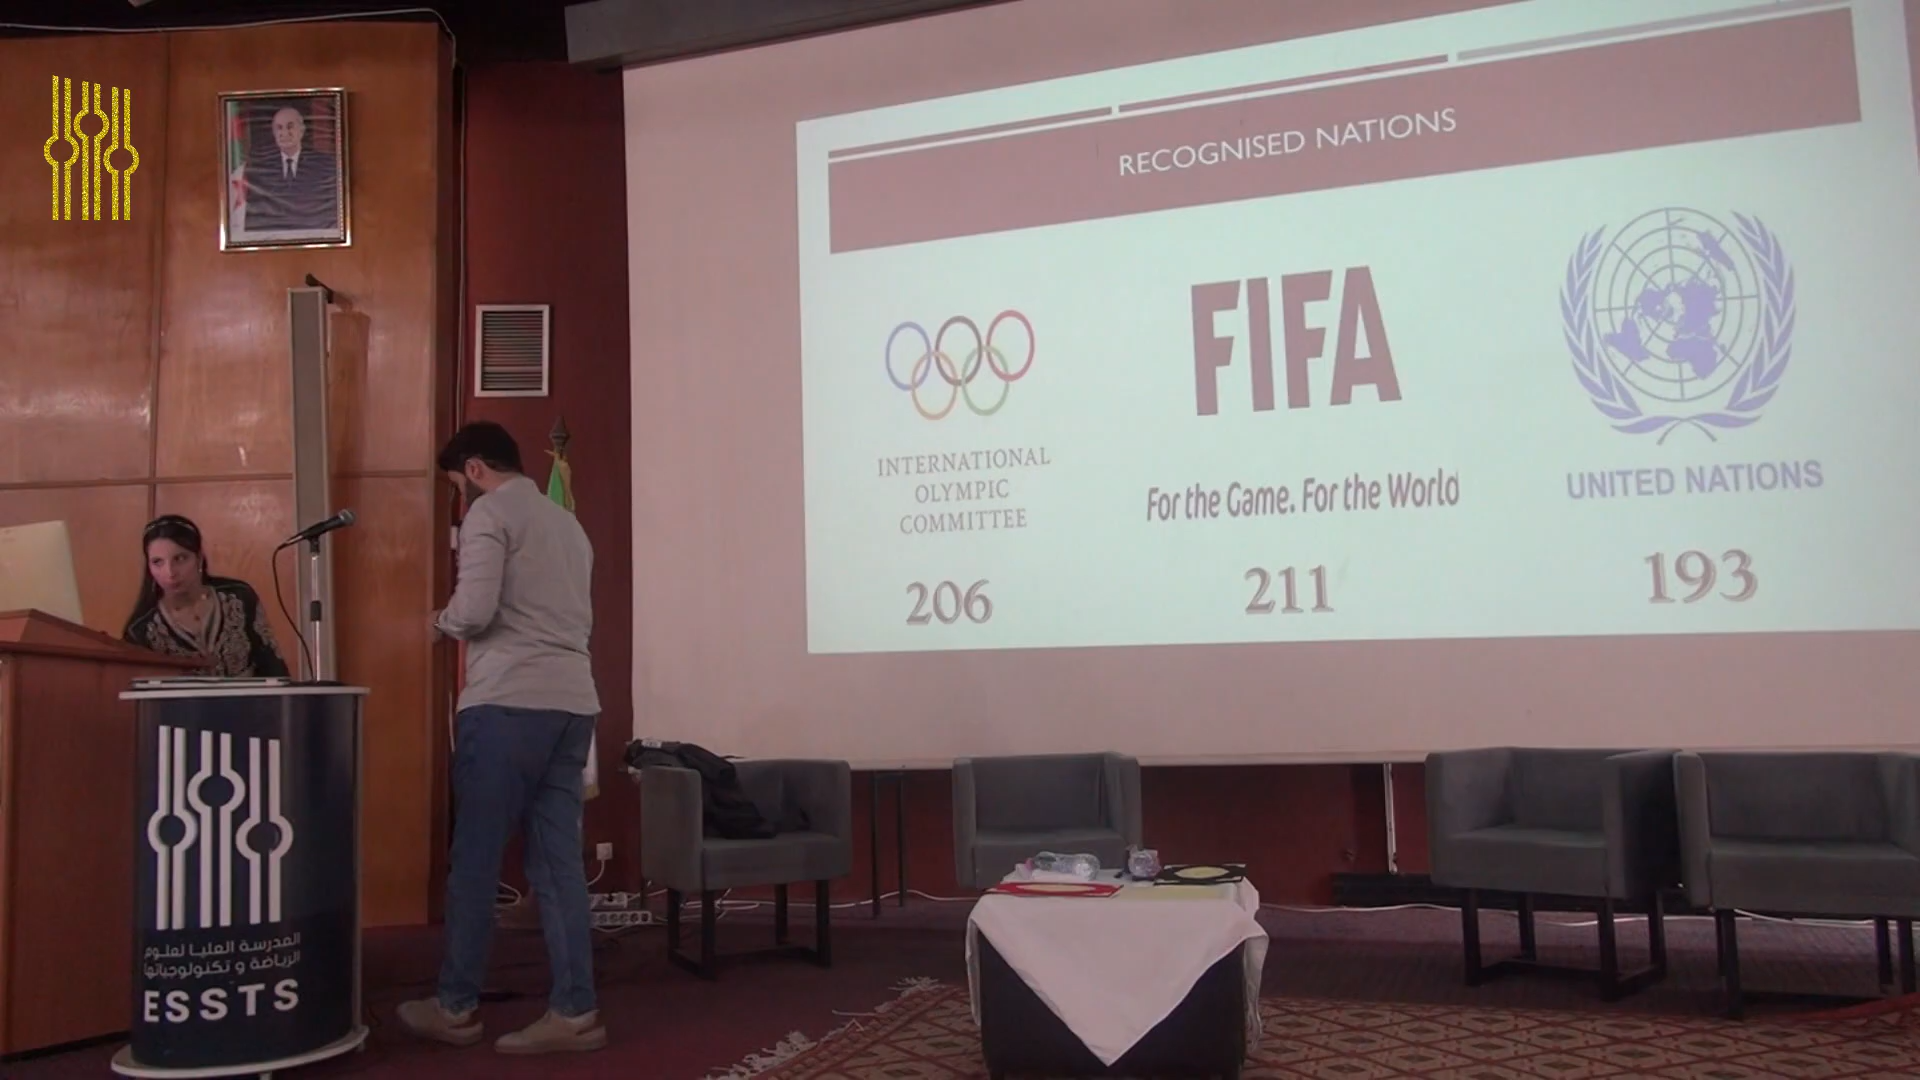 RECOGNISED NATIONS
INTERNATIONAL
OLYMPIC
COMMITTEE
206
FIFA
For the Game. For the World
211
UNITED NATIONS
193
المدرسة العليا لعلوم
الرياضة و تكنولوجياتها
ESSTS